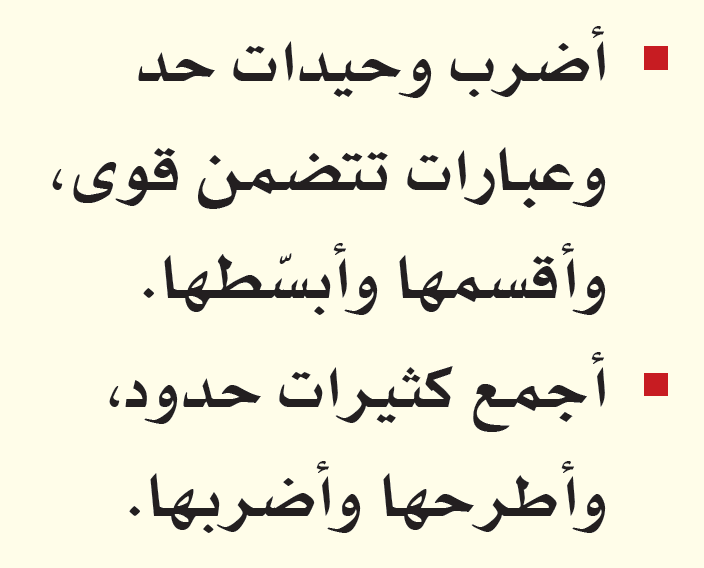 ■ أضرب وحيدات حد
وعبارات تتضمن قوى،
وأقسمها وأبسّطها.
■ أجمع كثيرات حدود،
وأطرحها وأضربها.